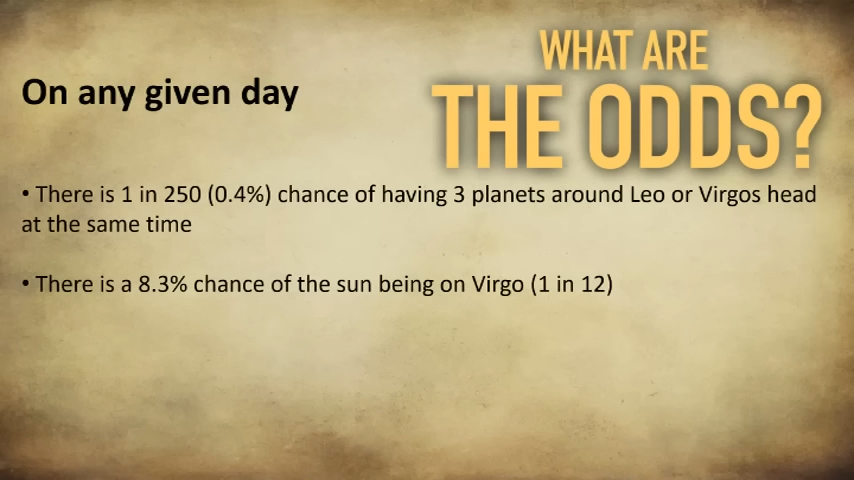 WHAT ARE
THE ODDS?
On any given day
• There is 1 in 250 (0.4%) chance of having 3 planets around Leo or Virgos head
at the same time
• There is a 8.3% chance of the sun being on Virgo (1 in 12)